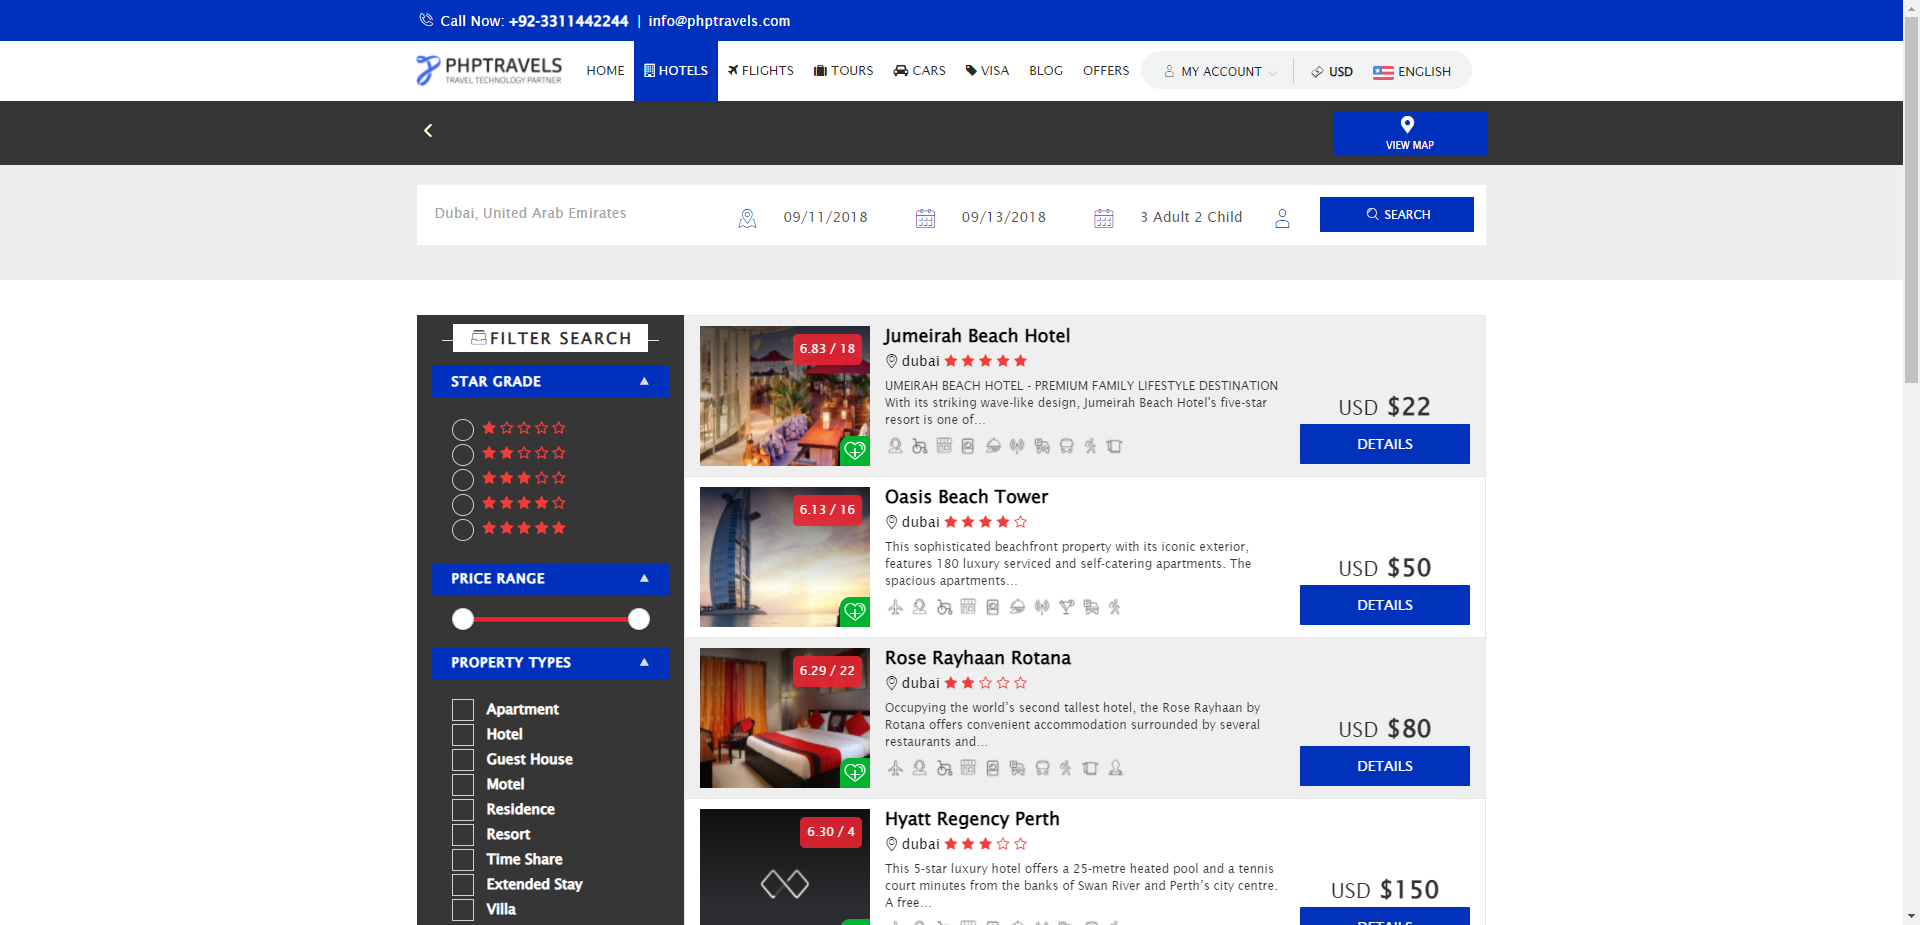 Call Now: +92-3311442244 | info@phptravels.com
PHPTRAVELS
TRAVEL TECHNOLOGY PARTNER
HOME HOTELS FLIGHTS TOURS CARS VISA BLOG OFFERS MY ACCOUNT USD ENGLISH
VIEW MAP
Dubai, United Arab Emirates 09/11/2018 09/13/2018 3 Adult 2 Child SEARCH
FILTER SEARCH
STAR GRADE
PRICE RANGE
PROPERTY TYPES
Apartment
Hotel
Guest House
Motel
Residence
Resort
Time Share
Extended Stay
Villa
6.83 / 18
Jumeirah Beach Hotel
dubai
UMEIRAH BEACH HOTEL - PREMIUM FAMILY LIFESTYLE DESTINATION
With its striking wave-like design, Jumeirah Beach Hotel's five-star
resort is one of...
USD $22
DETAILS
6.13 / 16
Oasis Beach Tower
dubai
This sophisticated beachfront property with its iconic exterior,
features 180 luxury serviced and self-catering apartments. The
spacious apartments...
USD $50
DETAILS
6.29 / 22
Rose Rayhaan Rotana
dubai
Occupying the world’s second tallest hotel, the Rose Rayhaan by
Rotana offers convenient accommodation surrounded by several
restaurants and...
USD $80
DETAILS
6.30 / 4
Hyatt Regency Perth
dubai
This 5-star luxury hotel offers a 25-metre heated pool and a tennis
court minutes from the banks of Swan River and Perth’s city centre.
A free...
USD $150
DETAILS